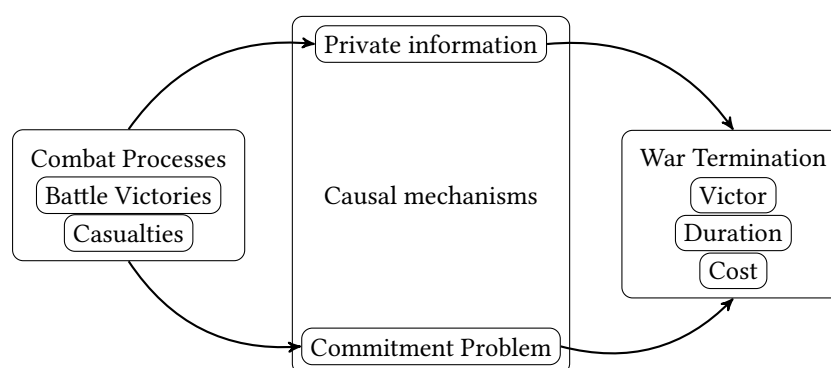 Private information
Combat Processes
Battle Victories
Casualties
Causal mechanisms
War Termination
Victor
Duration
Cost
Commitment Problem